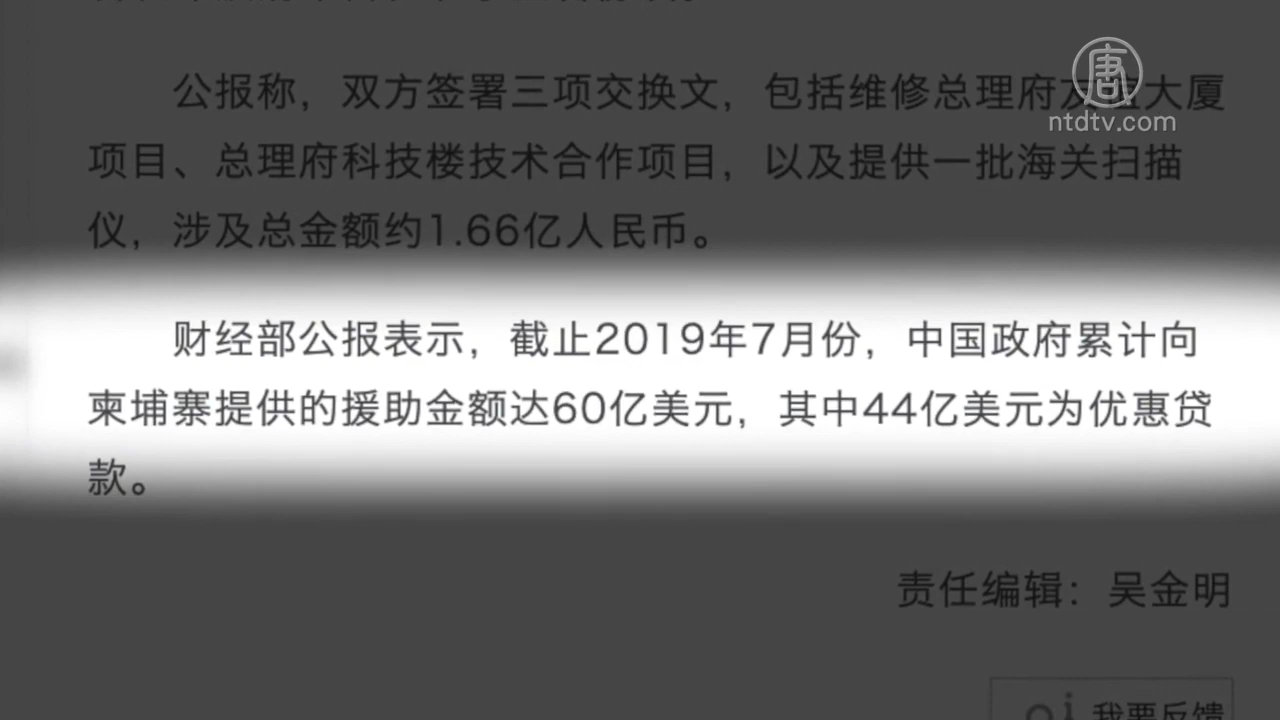 公报称，双方签署三项交换文，包括维修总理府友谊大厦
项目、总理府科技楼技术合作项目，以及提供一批海关扫描
仪，涉及总金额约1.66亿人民币。
财经部公报表示，截止2019年7月份，中国政府累计向
柬埔寨提供的援助金额达60亿美元，其中44亿美元为优惠贷
款。
责任编辑：吴金明
我要反馈
唐
ntdtv.com